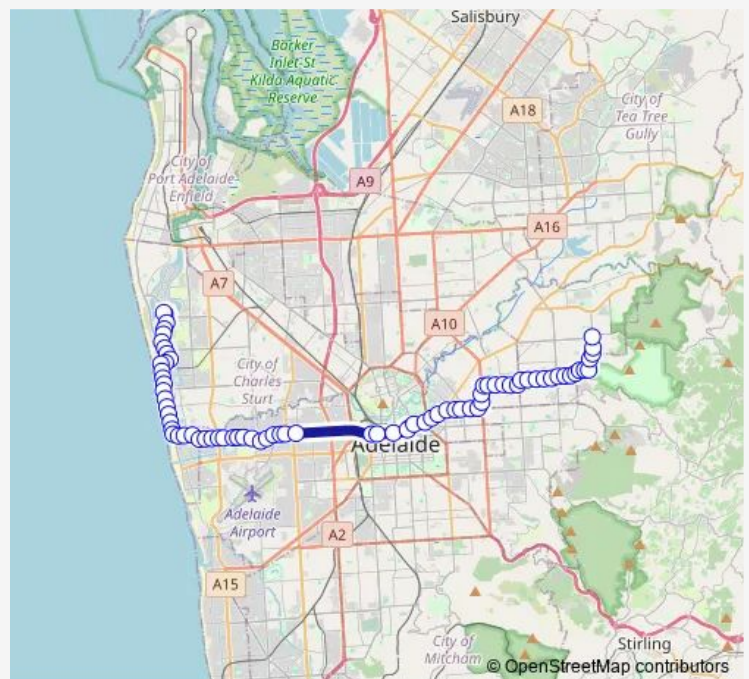 Salisbury
Barker
Inlet-St
Kilda Aquatic
Reserve
A18
City of
Tea Tree
Gully
City of
Port Adelaide
Enfield
A9
A16
A7
A10
City of
Charles
Sturt
Adelaide
Adelaide
Airport
A2
A15
City of
Mitcham
Stirling
© OpenStreetMap contributors